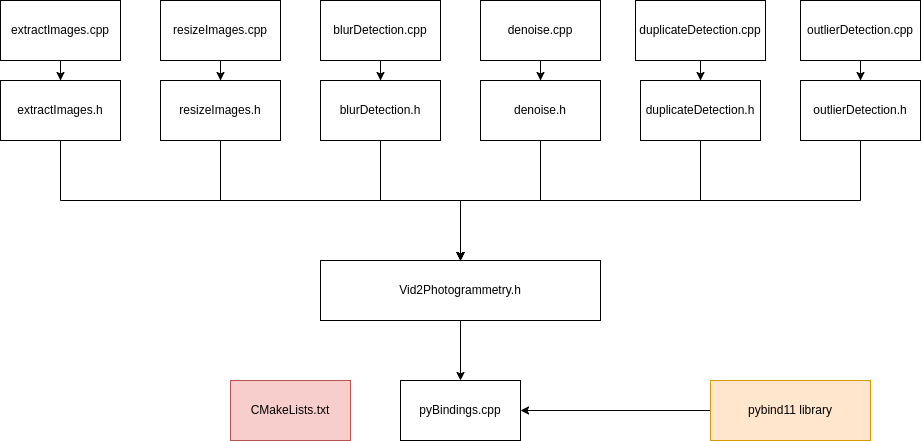 extractImages.cpp
resizeImages.cpp
blurDetection.cpp
denoise.cpp
duplicateDetection.cpp
outlierDetection.cpp
extractImages.h
resizeImages.h
blurDetection.h
denoise.h
duplicateDetection.h
outlierDetection.h
Vid2Photogrammetry.h
CMakeLists.txt
pyBindings.cpp
pybind11 library